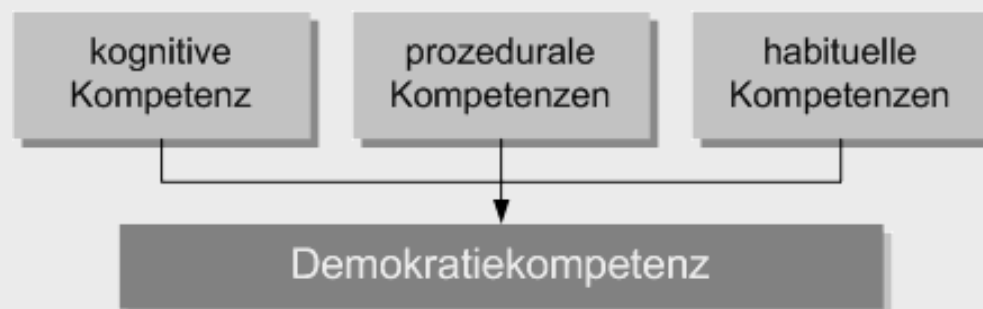 kognitive
Kompetenz
prozedurale
Kompetenzen
habituelle
Kompetenzen
Demokratiekompetenz